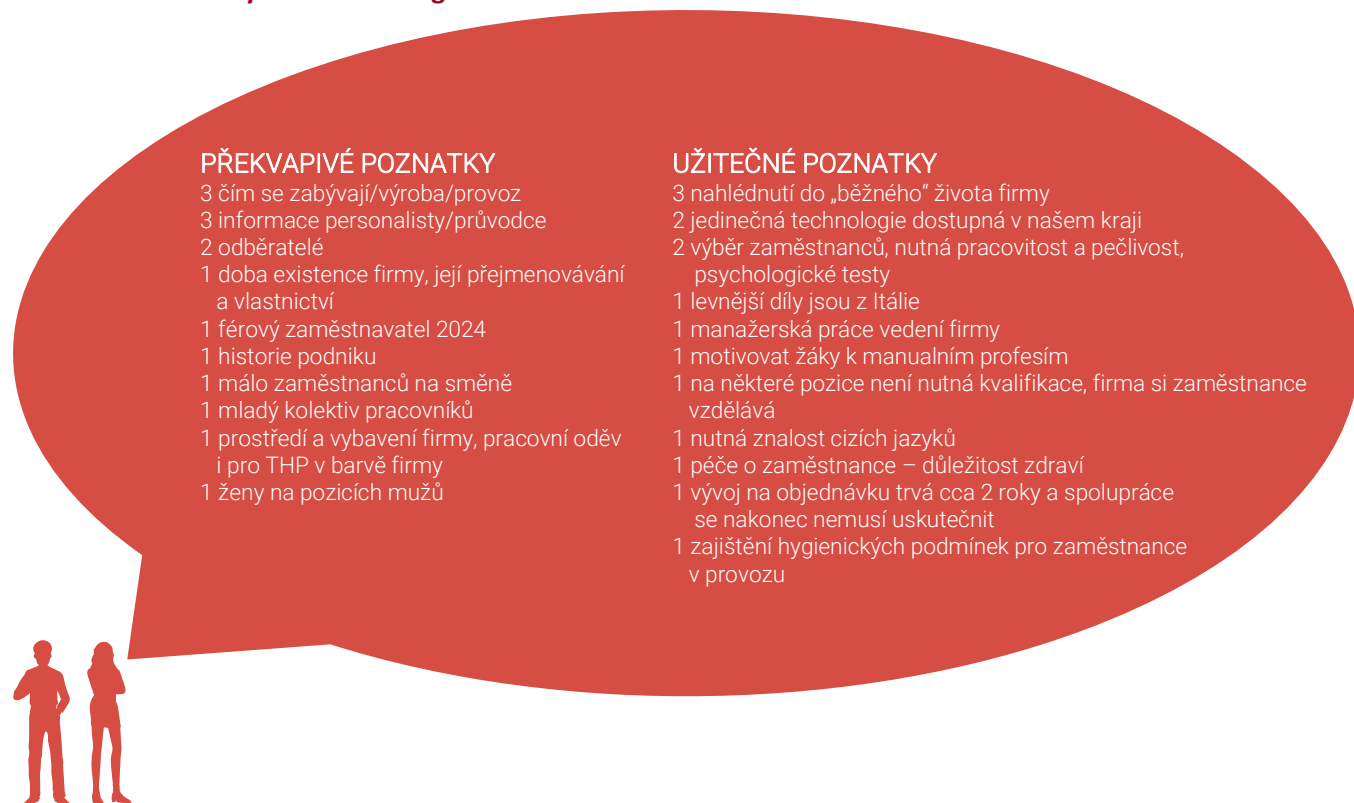 PŘEKVAPIVÉ POZNATKY
3 čím se zabývají/výroba/provoz
3 informace personalisty/průvodce
2 odběratelé
1 doba existence firmy, její přejmenovávání
a vlastnictví
1 férový zaměstnavatel 2024
1 historie podniku
1 málo zaměstnanců na směně
1 mladý kolektiv pracovníků
1 prostředí a vybavení firmy, pracovní oděv
i pro THP v barvě firmy
1 ženy na pozicích mužů
UŽITEČNÉ POZNATKY
3 nahlédnutí do „běžného“ života firmy
2 jedinečná technologie dostupná v našem kraji
2 výběr zaměstnanců, nutná pracovitost a pečlivost,
psychologické testy
1 levnější díly jsou z Itálie
1 manažerská práce vedení firmy
1 motivovat žáky k manualním profesím
1 na některé pozice není nutná kvalifikace, firma si zaměstnance
vzdělává
1 nutná znalost cizích jazyků
1 péče o zaměstnance – důležitost zdraví
1 vývoj na objednávku trvá cca 2 roky a spolupráce
se nakonec nemusí uskutečnit
1 zajištění hygienických podmínek pro zaměstnance
v provozu